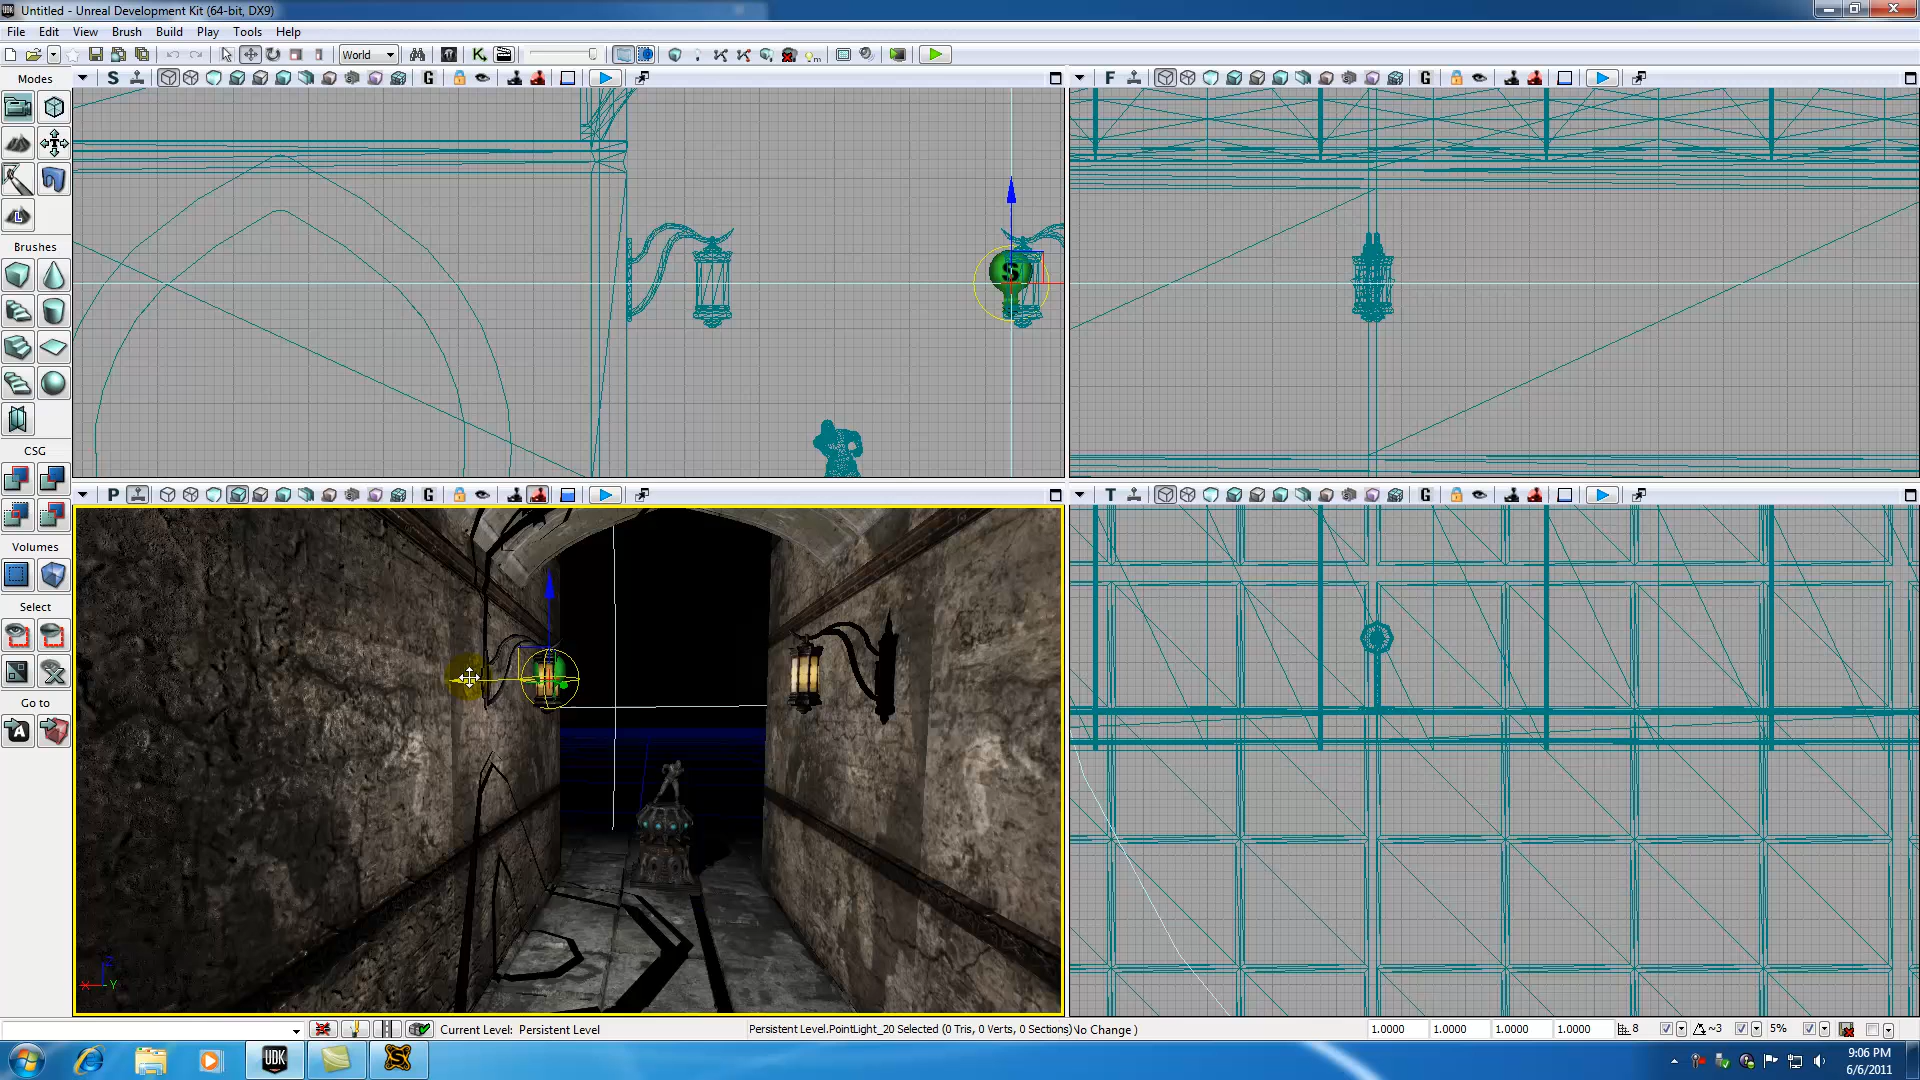 Untitled - Unreal Development Kit (64-bit, DX9)
File Edit View Brush Build Play Tools Help
World
Modes
S G
F G
Brushes
CSG
P G
T G
Volumes
Select
Go to
A
S
X Y
Current Level: Persistent Level
Persistent Level.PointLight_20 Selected (0 Tris, 0 Verts, 0 Sections)
No Change )
1.0000 1.0000 1.0000 1.0000
8
~3
5%
UDK
9:06 PM
6/6/2011